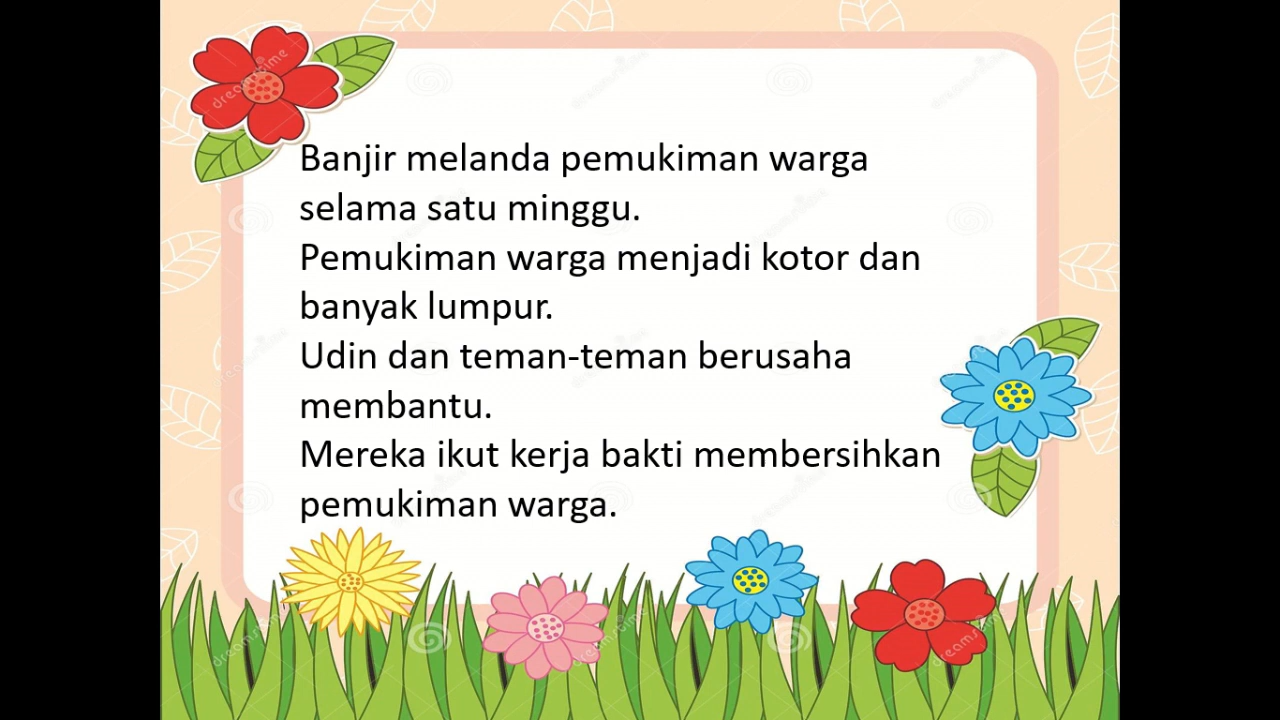 Banjir melanda pemukiman warga
selama satu minggu.
Pemukiman warga menjadi kotor dan
banyak lumpur.
Udin dan teman-teman berusaha
membantu.
Mereka ikut kerja bakti membersihkan
pemukiman warga.